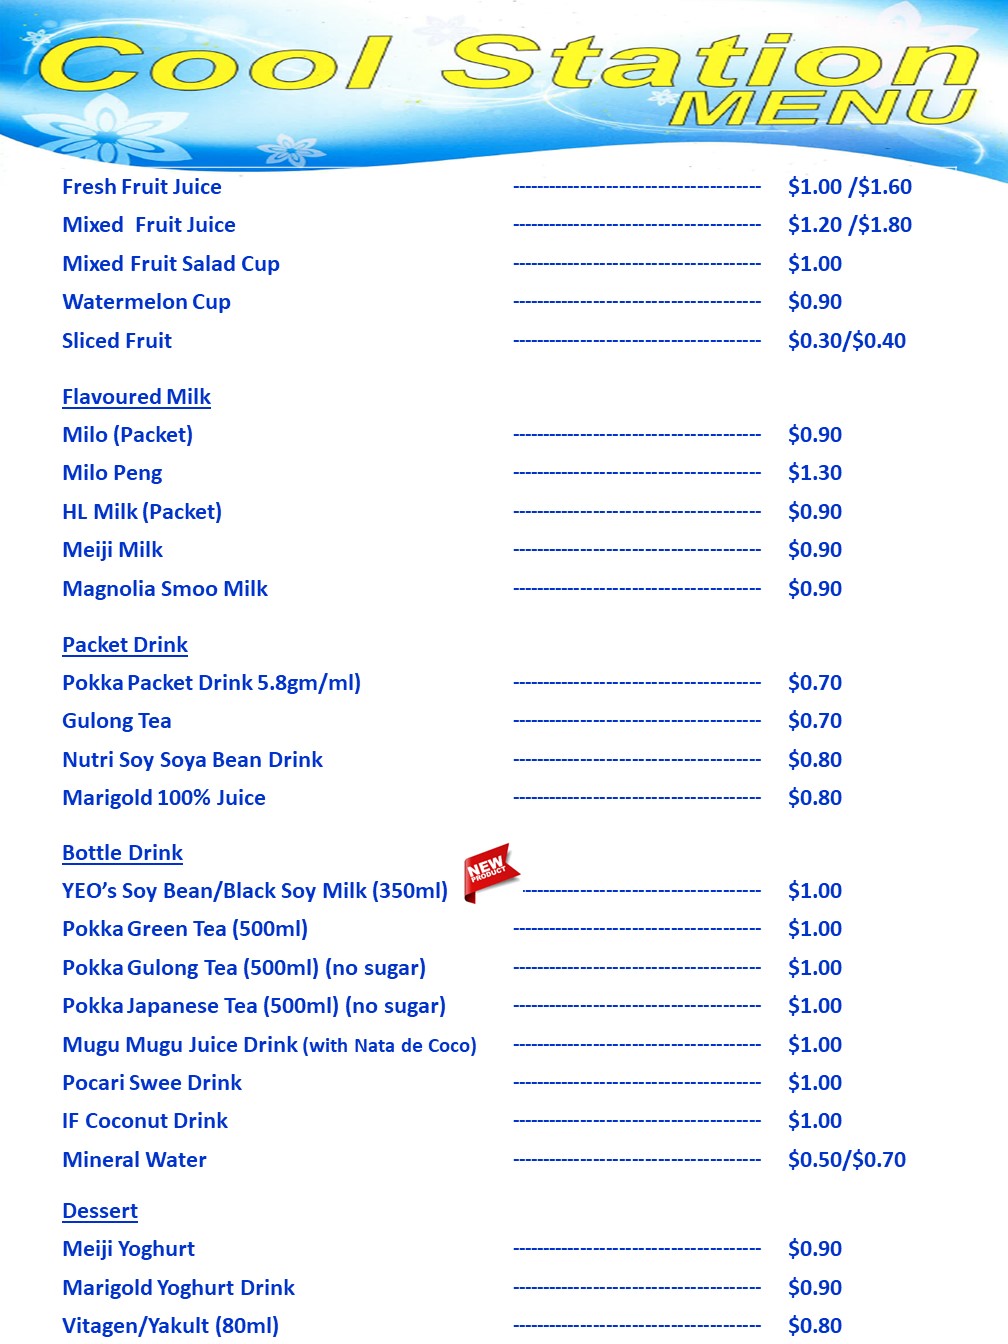 Cool Station
MENU
Fresh Fruit Juice ---------------------------------------- $1.00 /$1.60
Mixed Fruit Juice ---------------------------------------- $1.20 /$1.80
Mixed Fruit Salad Cup ---------------------------------------- $1.00
Watermelon Cup ---------------------------------------- $0.90
Sliced Fruit ---------------------------------------- $0.30/$0.40
Flavoured Milk
Milo (Packet) ---------------------------------------- $0.90
Milo Peng ---------------------------------------- $1.30
HL Milk (Packet) ---------------------------------------- $0.90
Meiji Milk ---------------------------------------- $0.90
Magnolia Smoo Milk ---------------------------------------- $0.90
Packet Drink
Pokka Packet Drink 5.8gm/ml) ---------------------------------------- $0.70
Gulong Tea ---------------------------------------- $0.70
Nutri Soy Soya Bean Drink ---------------------------------------- $0.80
Marigold 100% Juice ---------------------------------------- $0.80
Bottle Drink
NEW
PRODUCT
YEO’s Soy Bean/Black Soy Milk (350ml) -------------------------------------- $1.00
Pokka Green Tea (500ml) ---------------------------------------- $1.00
Pokka Gulong Tea (500ml) (no sugar) ---------------------------------------- $1.00
Pokka Japanese Tea (500ml) (no sugar) ---------------------------------------- $1.00
Mugu Mugu Juice Drink (with Nata de Coco) ---------------------------------------- $1.00
Pocari Swee Drink ---------------------------------------- $1.00
IF Coconut Drink ---------------------------------------- $1.00
Mineral Water ---------------------------------------- $0.50/$0.70
Dessert
Meiji Yoghurt ---------------------------------------- $0.90
Marigold Yoghurt Drink ---------------------------------------- $0.90
Vitagen/Yakult (80ml) ---------------------------------------- $0.80